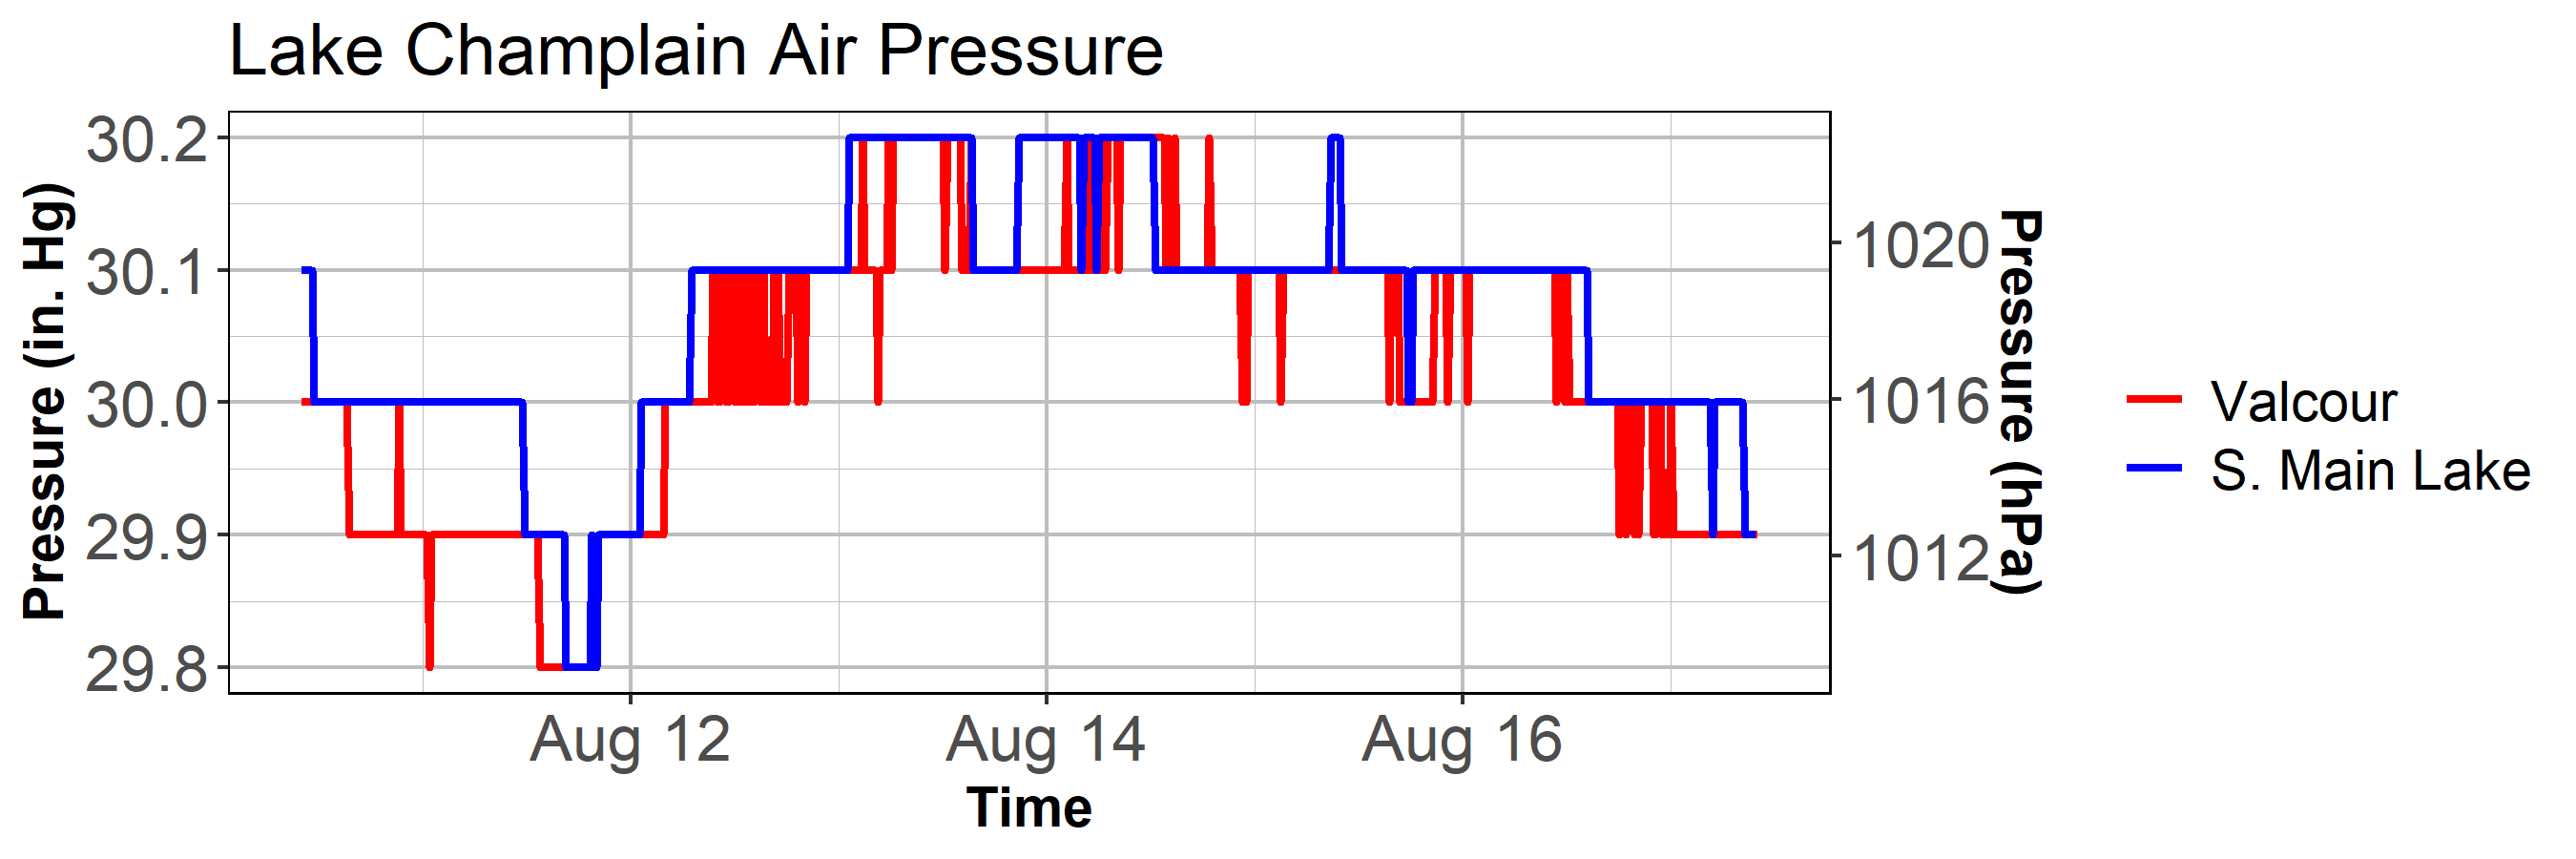 Lake Champlain Air Pressure
30.2
30.1
30.0
29.9
29.8
Pressure (in. Hg)
1020
1016
1012
Pressure (hPa)
Aug 12 Aug 14 Aug 16
Time
Valcour
S. Main Lake